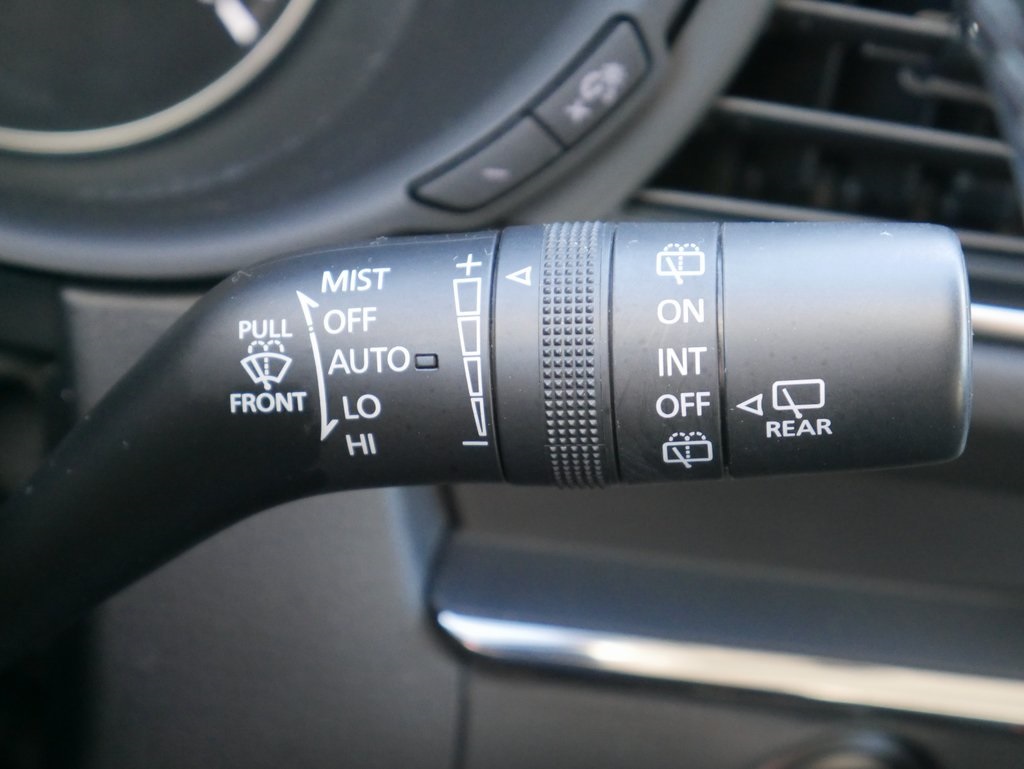 MIST
OFF
PULL
AUTO
FRONT
LO
HI
+
-
ON
INT
OFF
REAR